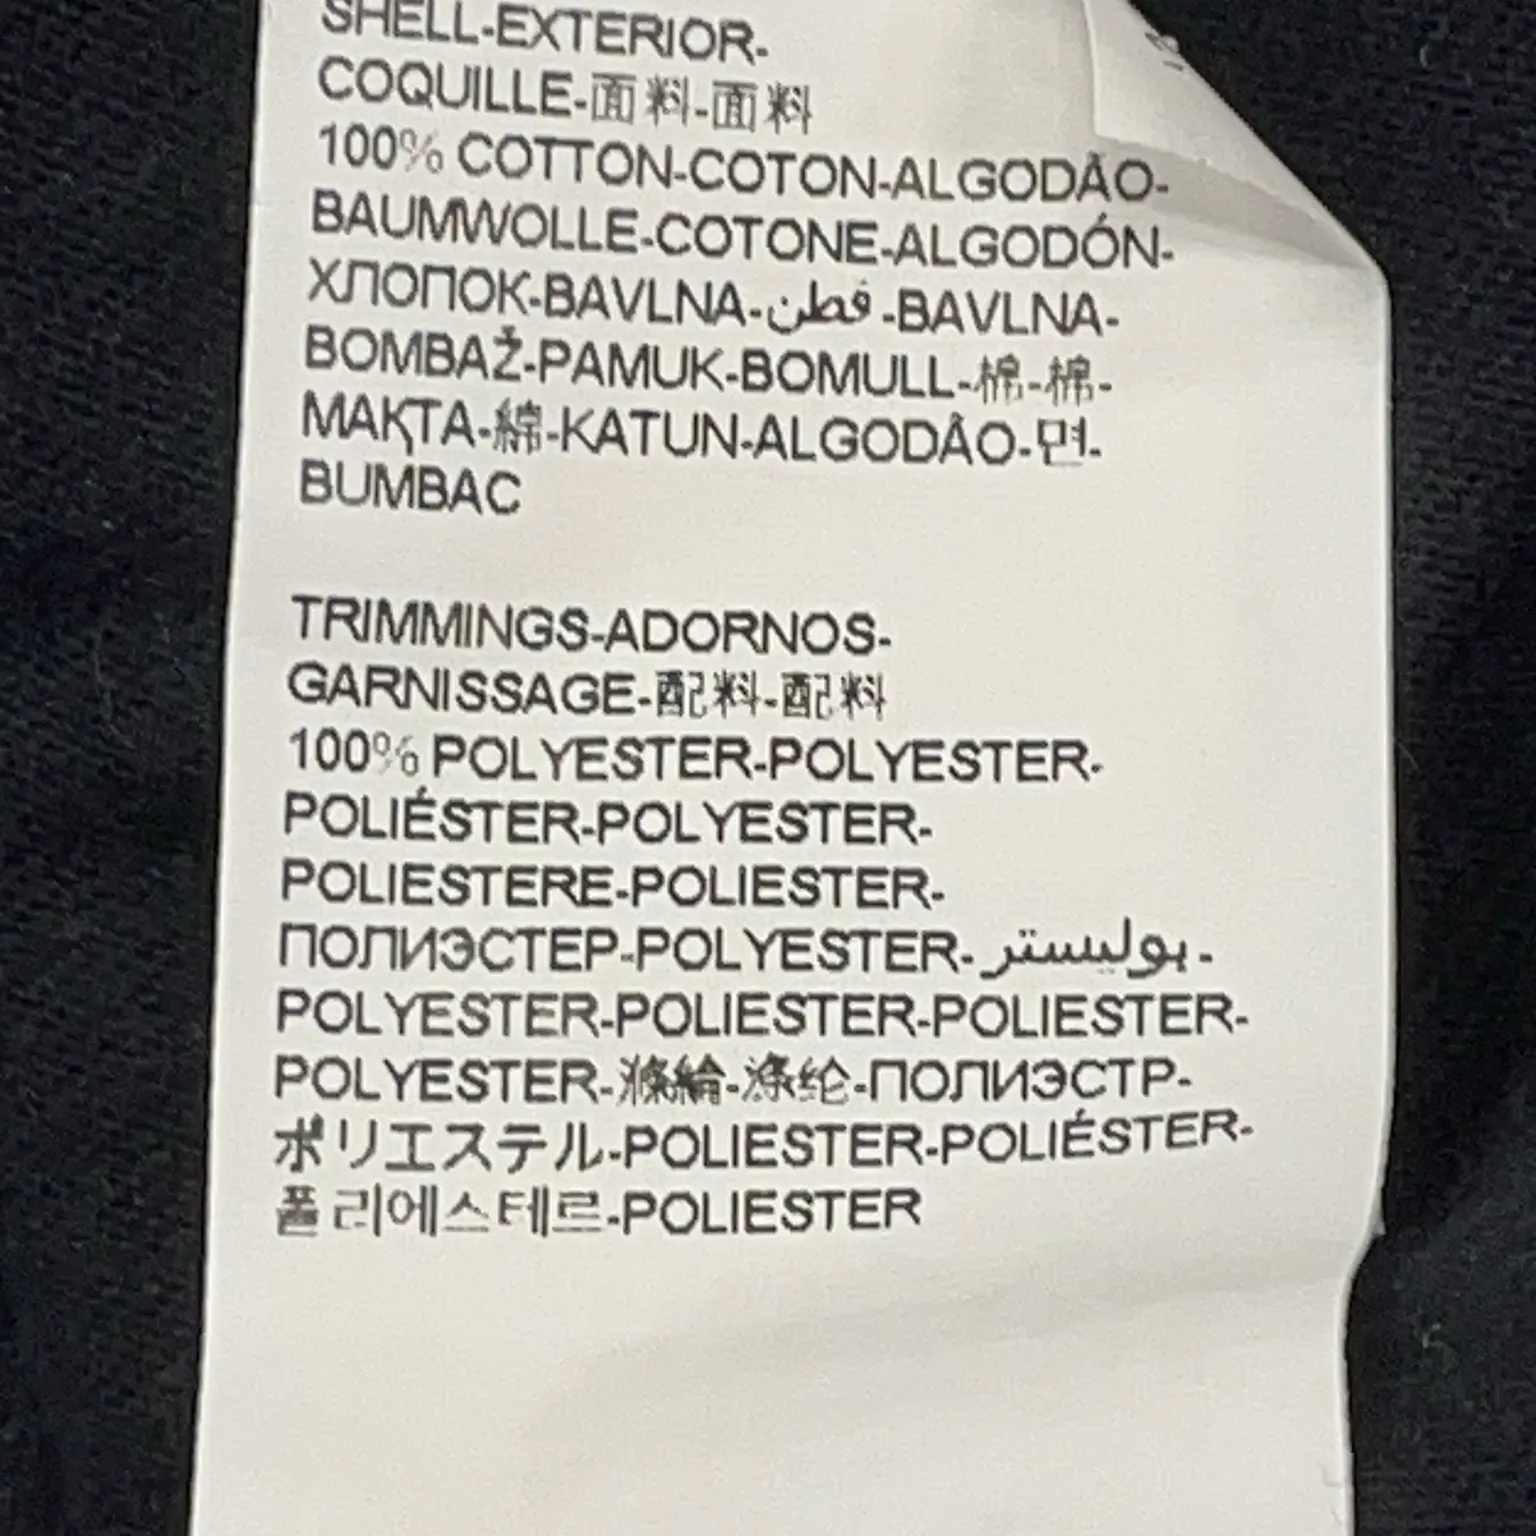 SHELL-EXTERIOR-
COQUILLE-面料-面料
100% COTTON-COTON-ALGODÃO-
BAUMWOLLE-COTONE-ALGODÓN-
ХЛОПОК-BAVLNA-قطن-BAVLNA-
BOMBAŽ-PAMUK-BOMULL-棉-棉-
МАҚТА-綿-KATUN-ALGODÃO-면-
BUMBAC
TRIMMINGS-ADORNOS-
GARNISSAGE-配料-配料
100% POLYESTER-POLYESTER-
POLIÉSTER-POLYESTER-
POLIESTERE-POLIESTER-
ПОЛИЭСТЕР-POLYESTER-بوليستر-
POLYESTER-POLIESTER-POLIESTER-
POLYESTER-滌綸-涤纶-ПОЛИЭСТР-
ポリエステル-POLIESTER-POLIÉSTER-
폴리에스테르-POLIESTER